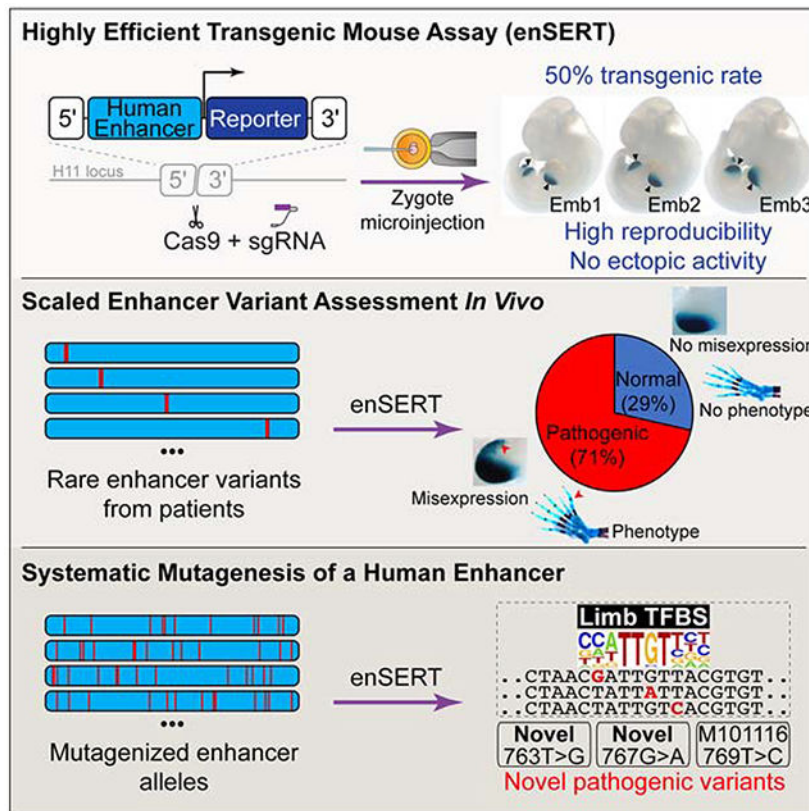 Highly Efficient Transgenic Mouse Assay (enSERT)
5'
Human
Enhancer
Reporter
3'
H11 locus
5'
3'
Cas9 + sgRNA
Zygote
microinjection
50% transgenic rate
Emb1
Emb2
Emb3
High reproducibility
No ectopic activity
Scaled Enhancer Variant Assessment In Vivo
•••
Rare enhancer variants
from patients
enSERT
No misexpression
Normal
(29%)
No phenotype
Pathogenic
(71%)
Misexpression
Phenotype
Systematic Mutagenesis of a Human Enhancer
•••
Mutagenized enhancer
alleles
enSERT
Limb TFBS
..CTAACGATTGTTACGTGT..
..CTAACTATTATTACGTGT..
..CTAACTATTGTCACGTGT..
Novel
763T>G
Novel
767G>A
M101116
769T>C
Novel pathogenic variants